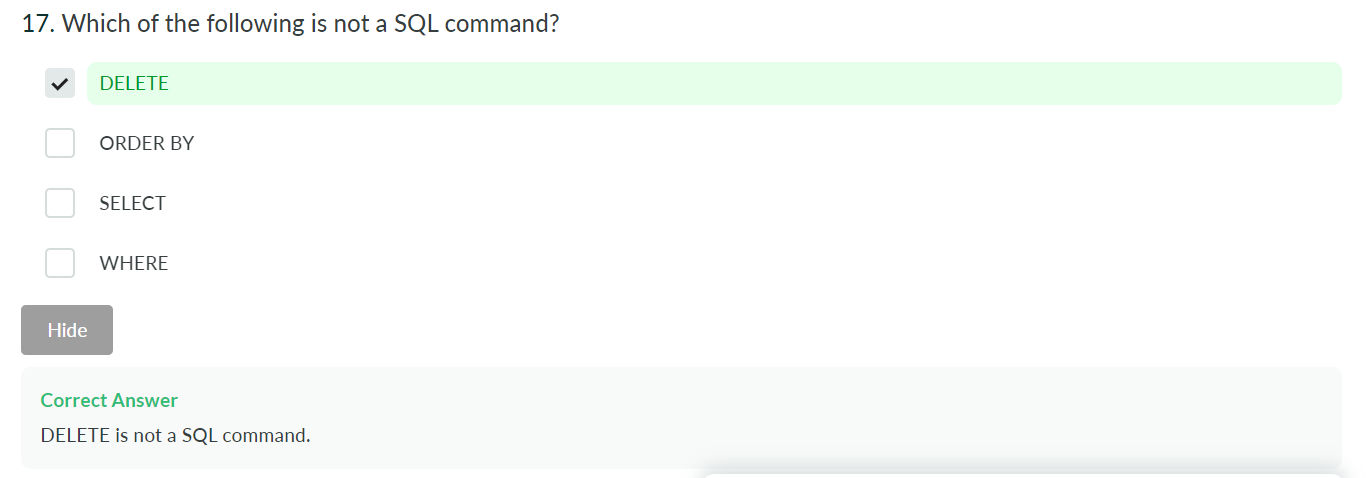 17. Which of the following is not a SQL command?
DELETE
ORDER BY
SELECT
WHERE
Hide
Correct Answer
DELETE is not a SQL command.